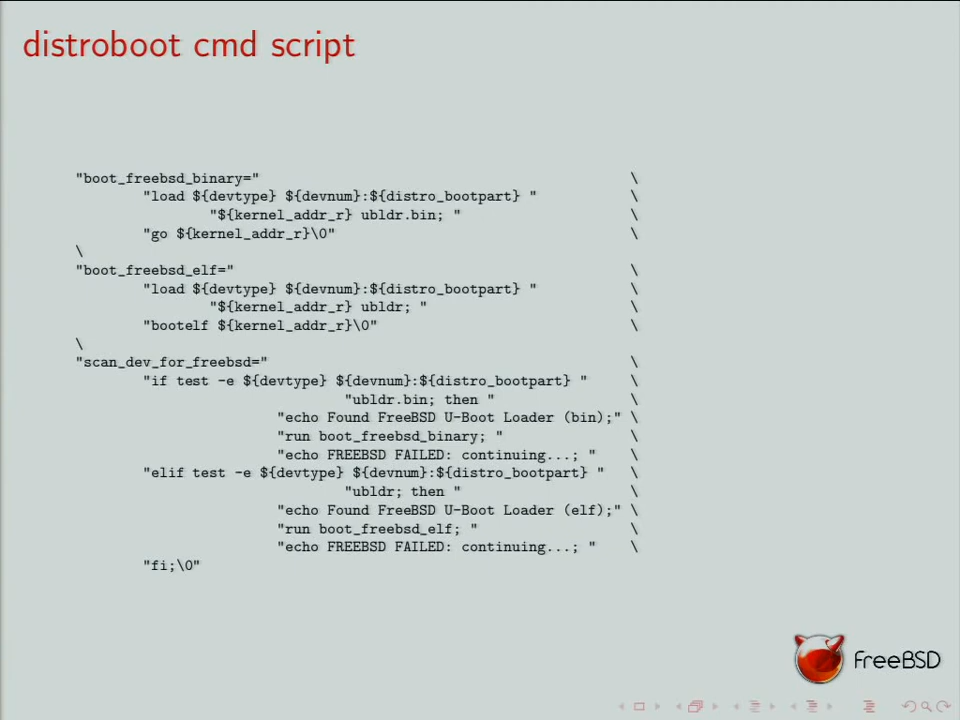 distroboot cmd script
"boot_freebsd_binary=" \
"load ${devtype} ${devnum}:${distro_bootpart} " \
"${kernel_addr_r} ubldr.bin; " \
"go ${kernel_addr_r}\0" \
\
"boot_freebsd_elf=" \
"load ${devtype} ${devnum}:${distro_bootpart} " \
"${kernel_addr_r} ubldr; " \
"bootelf ${kernel_addr_r}\0" \
\
"scan_dev_for_freebsd=" \
"if test -e ${devtype} ${devnum}:${distro_bootpart} " \
"ubldr.bin; then " \
"echo Found FreeBSD U-Boot Loader (bin);" \
"run boot_freebsd_binary; " \
"echo FREEBSD FAILED: continuing...; " \
"elif test -e ${devtype} ${devnum}:${distro_bootpart} " \
"ubldr; then " \
"echo Found FreeBSD U-Boot Loader (elf);" \
"run boot_freebsd_elf; " \
"echo FREEBSD FAILED: continuing...; " \
"fi;\0"
FreeBSD